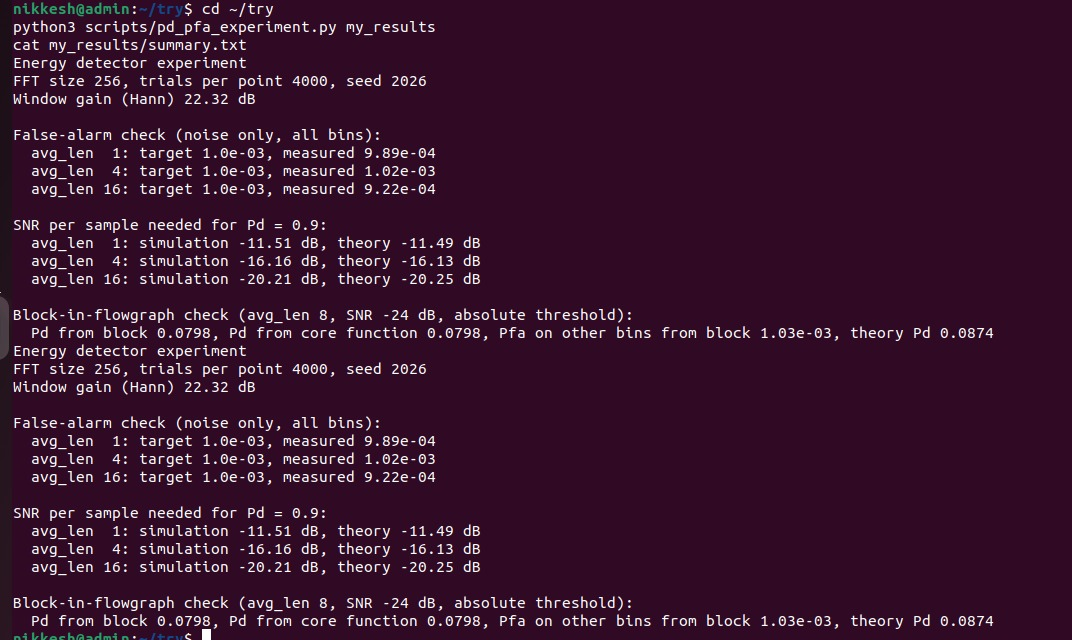 nikkesh@admin:~/try$ cd ~/try
python3 scripts/pd_pfa_experiment.py my_results
cat my_results/summary.txt
Energy detector experiment
FFT size 256, trials per point 4000, seed 2026
Window gain (Hann) 22.32 dB

False-alarm check (noise only, all bins):
  avg_len  1: target 1.0e-03, measured 9.89e-04
  avg_len  4: target 1.0e-03, measured 1.02e-03
  avg_len 16: target 1.0e-03, measured 9.22e-04

SNR per sample needed for Pd = 0.9:
  avg_len  1: simulation -11.51 dB, theory -11.49 dB
  avg_len  4: simulation -16.16 dB, theory -16.13 dB
  avg_len 16: simulation -20.21 dB, theory -20.25 dB

Block-in-flowgraph check (avg_len 8, SNR -24 dB, absolute threshold):
  Pd from block 0.0798, Pd from core function 0.0798, Pfa on other bins from block 1.03e-03, theory Pd 0.0874
Energy detector experiment
FFT size 256, trials per point 4000, seed 2026
Window gain (Hann) 22.32 dB

False-alarm check (noise only, all bins):
  avg_len  1: target 1.0e-03, measured 9.89e-04
  avg_len  4: target 1.0e-03, measured 1.02e-03
  avg_len 16: target 1.0e-03, measured 9.22e-04

SNR per sample needed for Pd = 0.9:
  avg_len  1: simulation -11.51 dB, theory -11.49 dB
  avg_len  4: simulation -16.16 dB, theory -16.13 dB
  avg_len 16: simulation -20.21 dB, theory -20.25 dB

Block-in-flowgraph check (avg_len 8, SNR -24 dB, absolute threshold):
  Pd from block 0.0798, Pd from core function 0.0798, Pfa on other bins from block 1.03e-03, theory Pd 0.0874
nikkesh@admin:~/try$